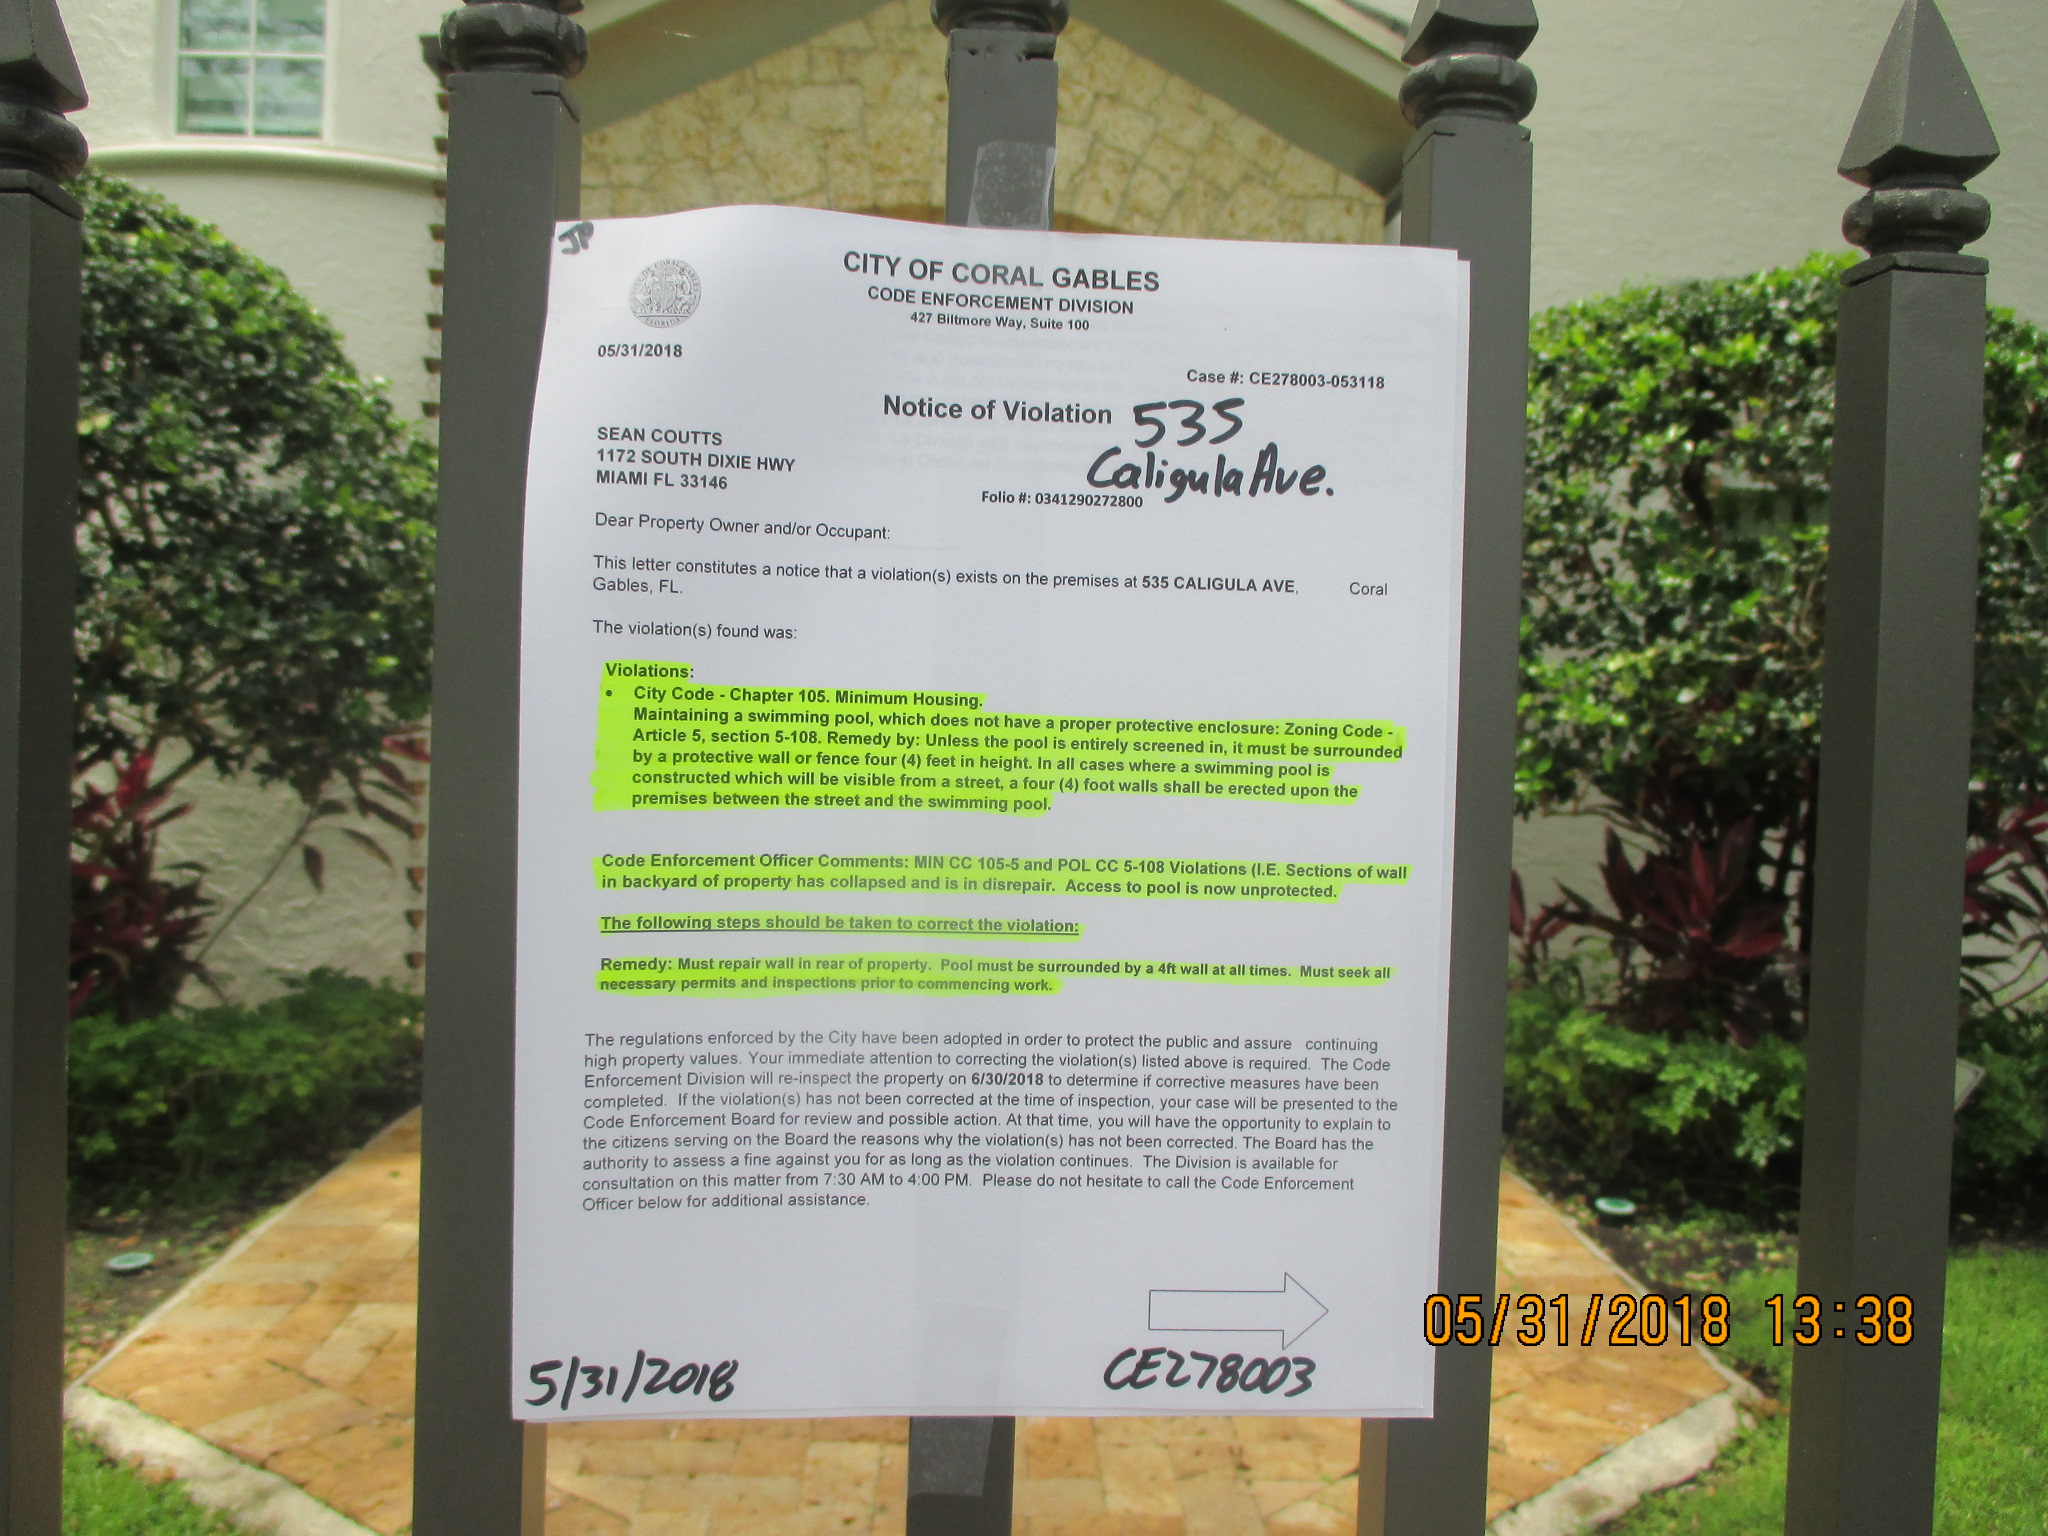 JP
CITY OF CORAL GABLES
CODE ENFORCEMENT DIVISION
427 Biltmore Way, Suite 100
05/31/2018
Case #: CE278003-053118
Notice of Violation 535
Caligula Ave.
SEAN COUTTS
1172 SOUTH DIXIE HWY
MIAMI FL 33146
Folio #: 0341290272800
Dear Property Owner and/or Occupant:
This letter constitutes a notice that a violation(s) exists on the premises at 535 CALIGULA AVE, Coral
Gables, FL.
The violation(s) found was:
Violations:
• City Code - Chapter 105. Minimum Housing.
Maintaining a swimming pool, which does not have a proper protective enclosure: Zoning Code -
Article 5, section 5-108. Remedy by: Unless the pool is entirely screened in, it must be surrounded
by a protective wall or fence four (4) feet in height. In all cases where a swimming pool is
constructed which will be visible from a street, a four (4) foot walls shall be erected upon the
premises between the street and the swimming pool.
Code Enforcement Officer Comments: MIN CC 105-5 and POL CC 5-108 Violations (I.E. Sections of wall
in backyard of property has collapsed and is in disrepair. Access to pool is now unprotected.
The following steps should be taken to correct the violation:
Remedy: Must repair wall in rear of property. Pool must be surrounded by a 4ft wall at all times. Must seek all
necessary permits and inspections prior to commencing work.
The regulations enforced by the City have been adopted in order to protect the public and assure continuing
high property values. Your immediate attention to correcting the violation(s) listed above is required. The Code
Enforcement Division will re-inspect the property on 6/30/2018 to determine if corrective measures have been
completed. If the violation(s) has not been corrected at the time of inspection, your case will be presented to the
Code Enforcement Board for review and possible action. At that time, you will have the opportunity to explain to
the citizens serving on the Board the reasons why the violation(s) has not been corrected. The Board has the
authority to assess a fine against you for as long as the violation continues. The Division is available for
consultation on this matter from 7:30 AM to 4:00 PM. Please do not hesitate to call the Code Enforcement
Officer below for additional assistance.
5/31/2018
CE278003
05/31/2018 13:38